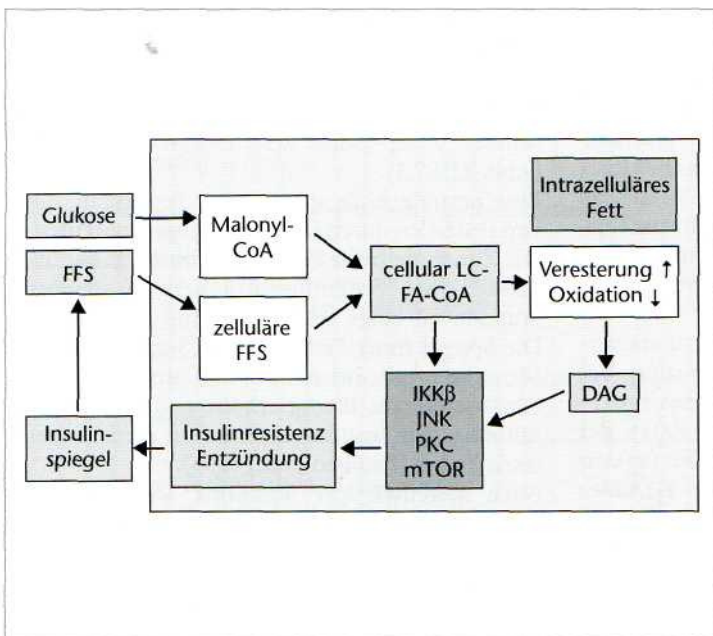 Intrazelluläres
Fett
Glukose
Malonyl-
CoA
FFS
zelluläre
FFS
cellular LC-
FA-CoA
Veresterung ↑
Oxidation ↓
DAG
IKKβ
JNK
PKC
mTOR
Insulinresistenz
Entzündung
Insulin-
spiegel